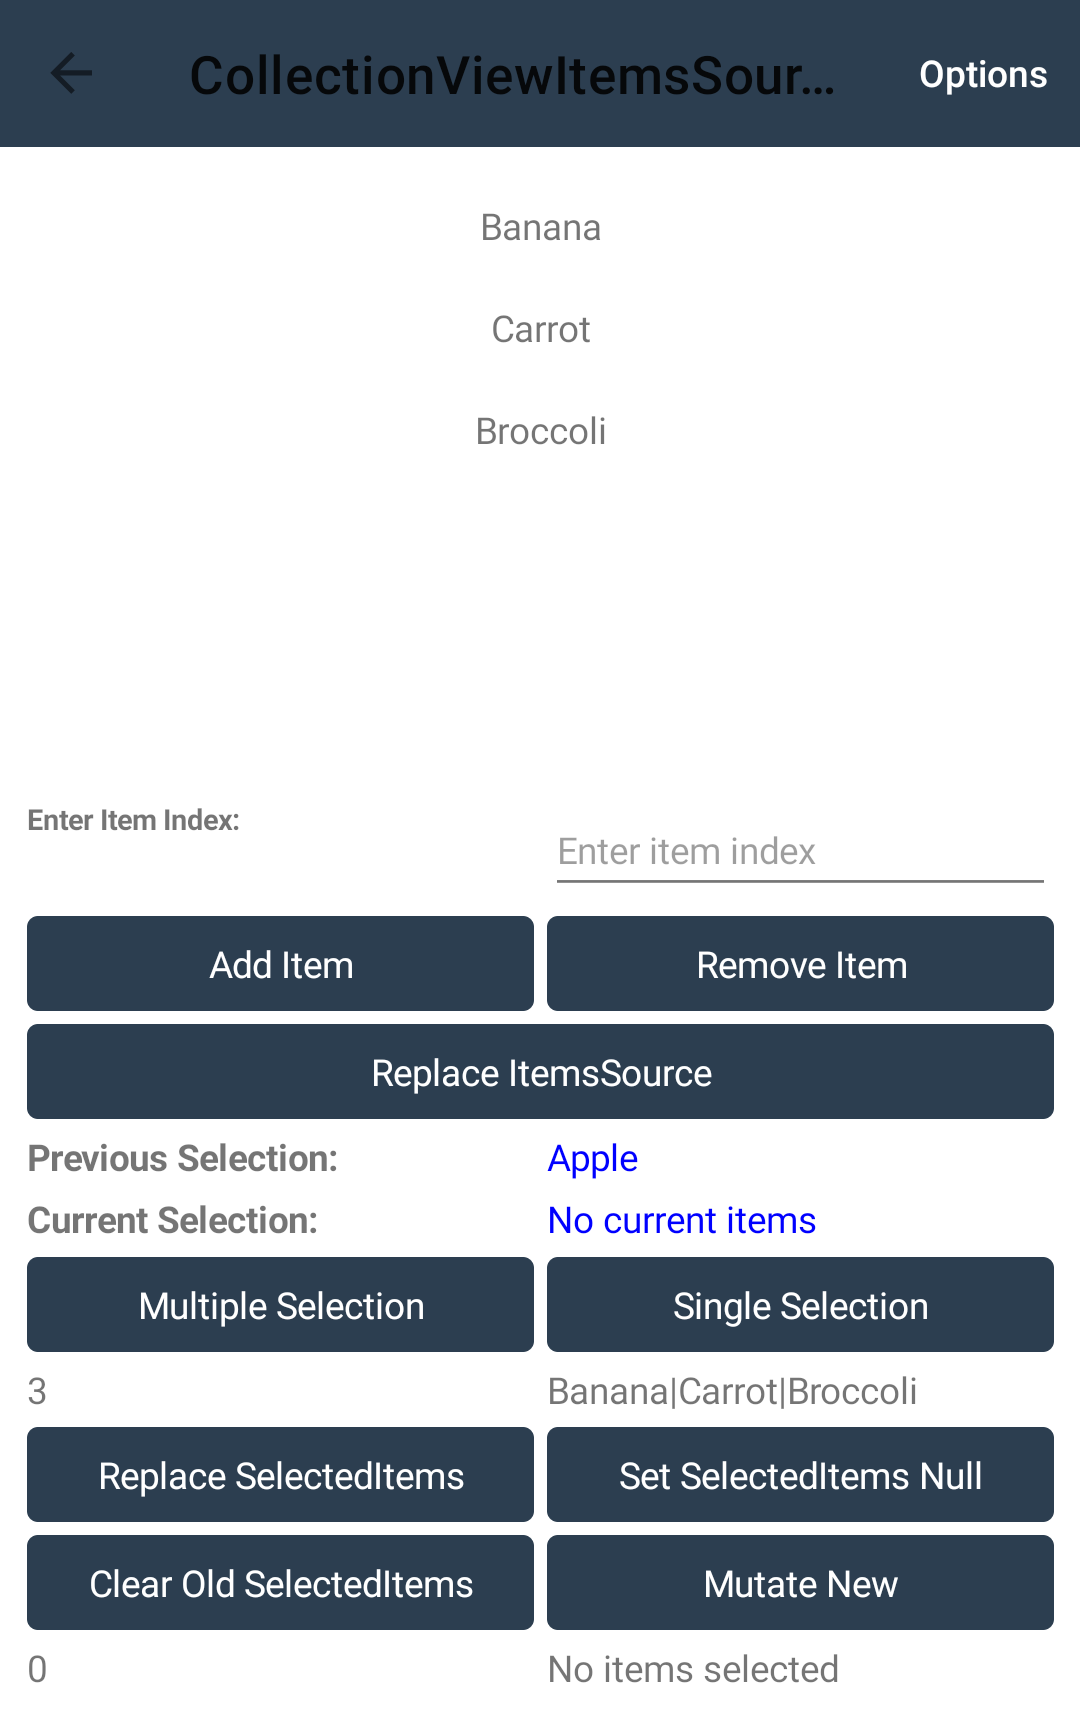 CollectionViewItemsSour...
Options
Banana
Carrot
Broccoli
Enter Item Index:
Enter item index
Add Item
Remove Item
Replace ItemsSource
Previous Selection:
Apple
Current Selection:
No current items
Multiple Selection
Single Selection
3
Banana|Carrot|Broccoli
Replace SelectedItems
Set SelectedItems Null
Clear Old SelectedItems
Mutate New
0
No items selected